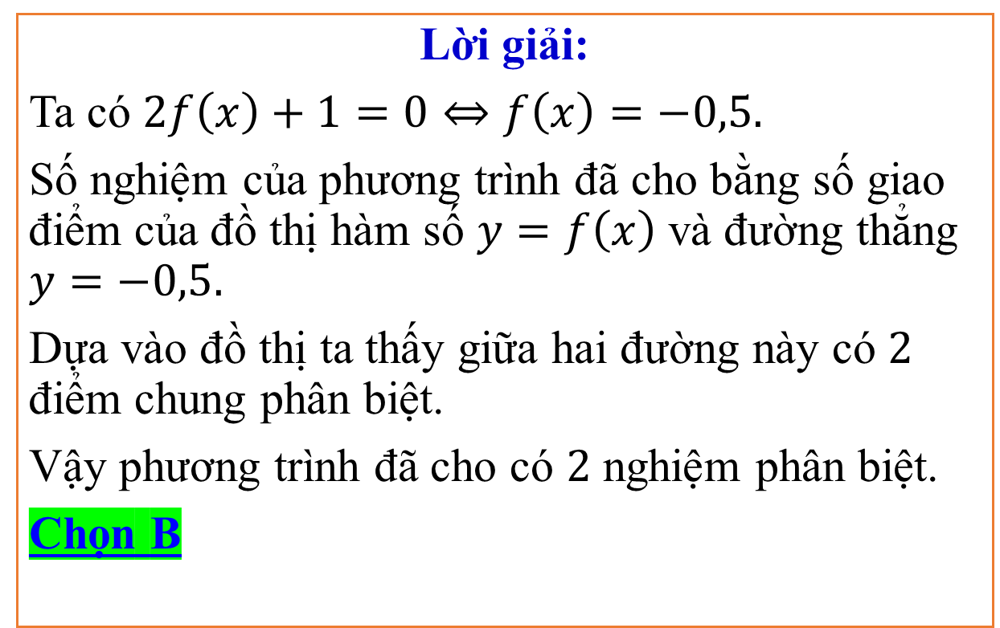 Lời giải:
Ta có 2f(x) + 1 = 0 ⇔ f(x) = −0,5.
Số nghiệm của phương trình đã cho bằng số giao
điểm của đồ thị hàm số y = f(x) và đường thẳng
y = −0,5.
Dựa vào đồ thị ta thấy giữa hai đường này có 2
điểm chung phân biệt.
Vậy phương trình đã cho có 2 nghiệm phân biệt.
Chọn B